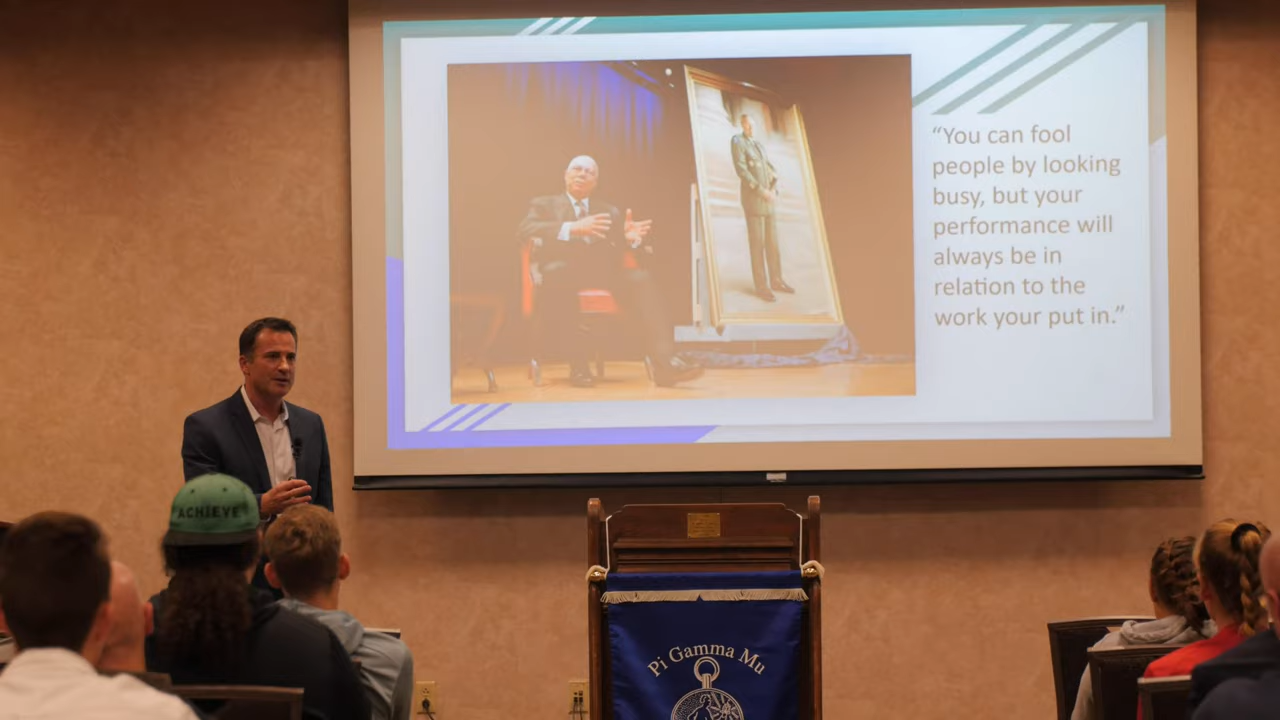 “You can fool
people by looking
busy, but your
performance will
always be in
relation to the
work your put in.”
ACHIEVE
Pi Gamma Mu